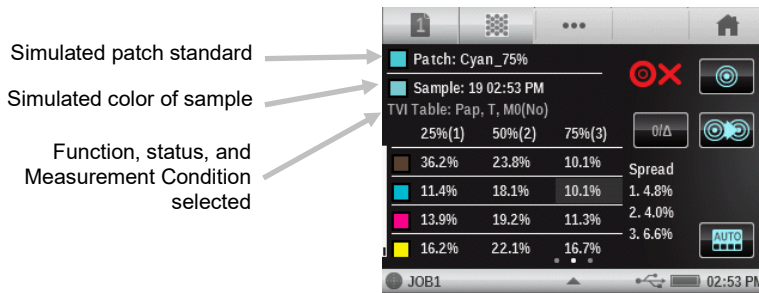 1
•••
Simulated patch standard
Patch: Cyan_75%
Simulated color of sample
Sample: 19 02:53 PM
TVI Table: Pap, T, M0(No)
Function, status, and
Measurement Condition
selected
25%(1) 50%(2) 75%(3)
0/Δ
36.2% 23.8% 10.1%
Spread
11.4% 18.1% 10.1%
1. 4.8%
13.9% 19.2% 11.3%
2. 4.0%
3. 6.6%
16.2% 22.1% 16.7%
AUTO
JOB1
02:53 PM